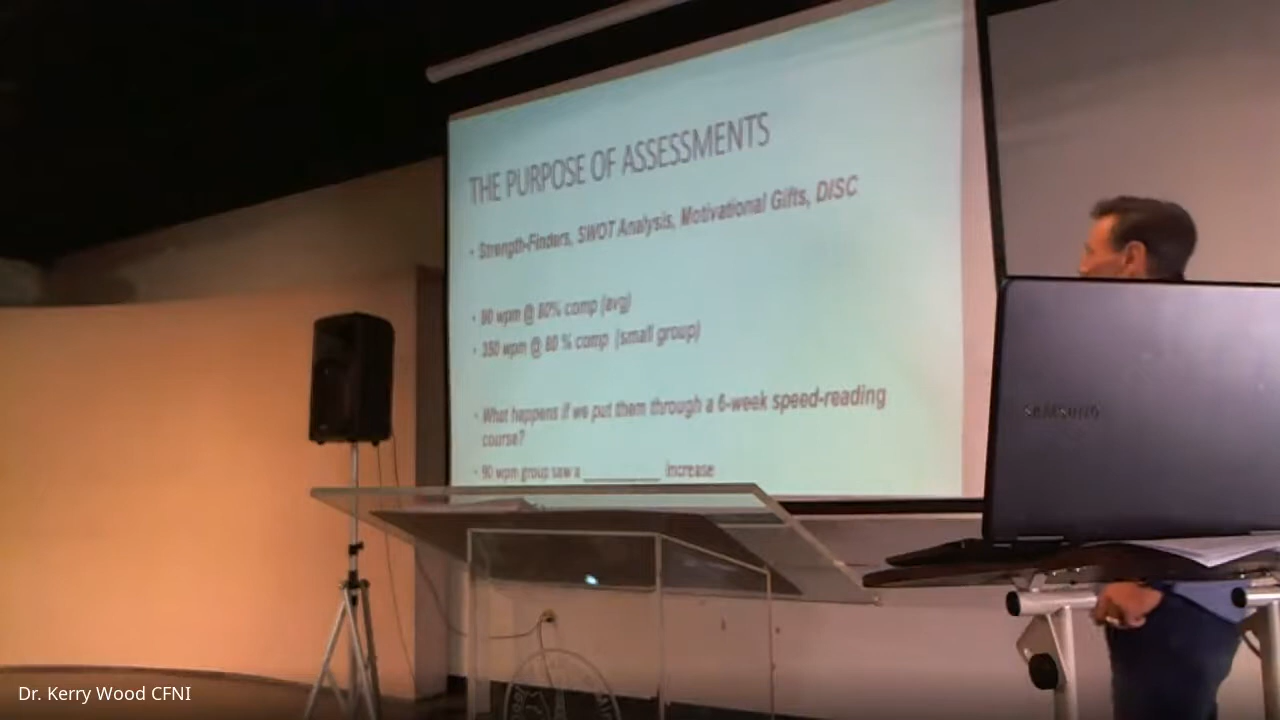 THE PURPOSE OF ASSESSMENTS
• Strength-Finders, SWOT Analysis, Motivational Gifts, DISC
• 90 wpm @ 80% comp (avg)
• 350 wpm @ 80 % comp (small group)
• What happens if we put them through a 6-week speed-reading
course?
• 90 wpm group saw a __________ increase
SAMSUNG
Dr. Kerry Wood CFNI